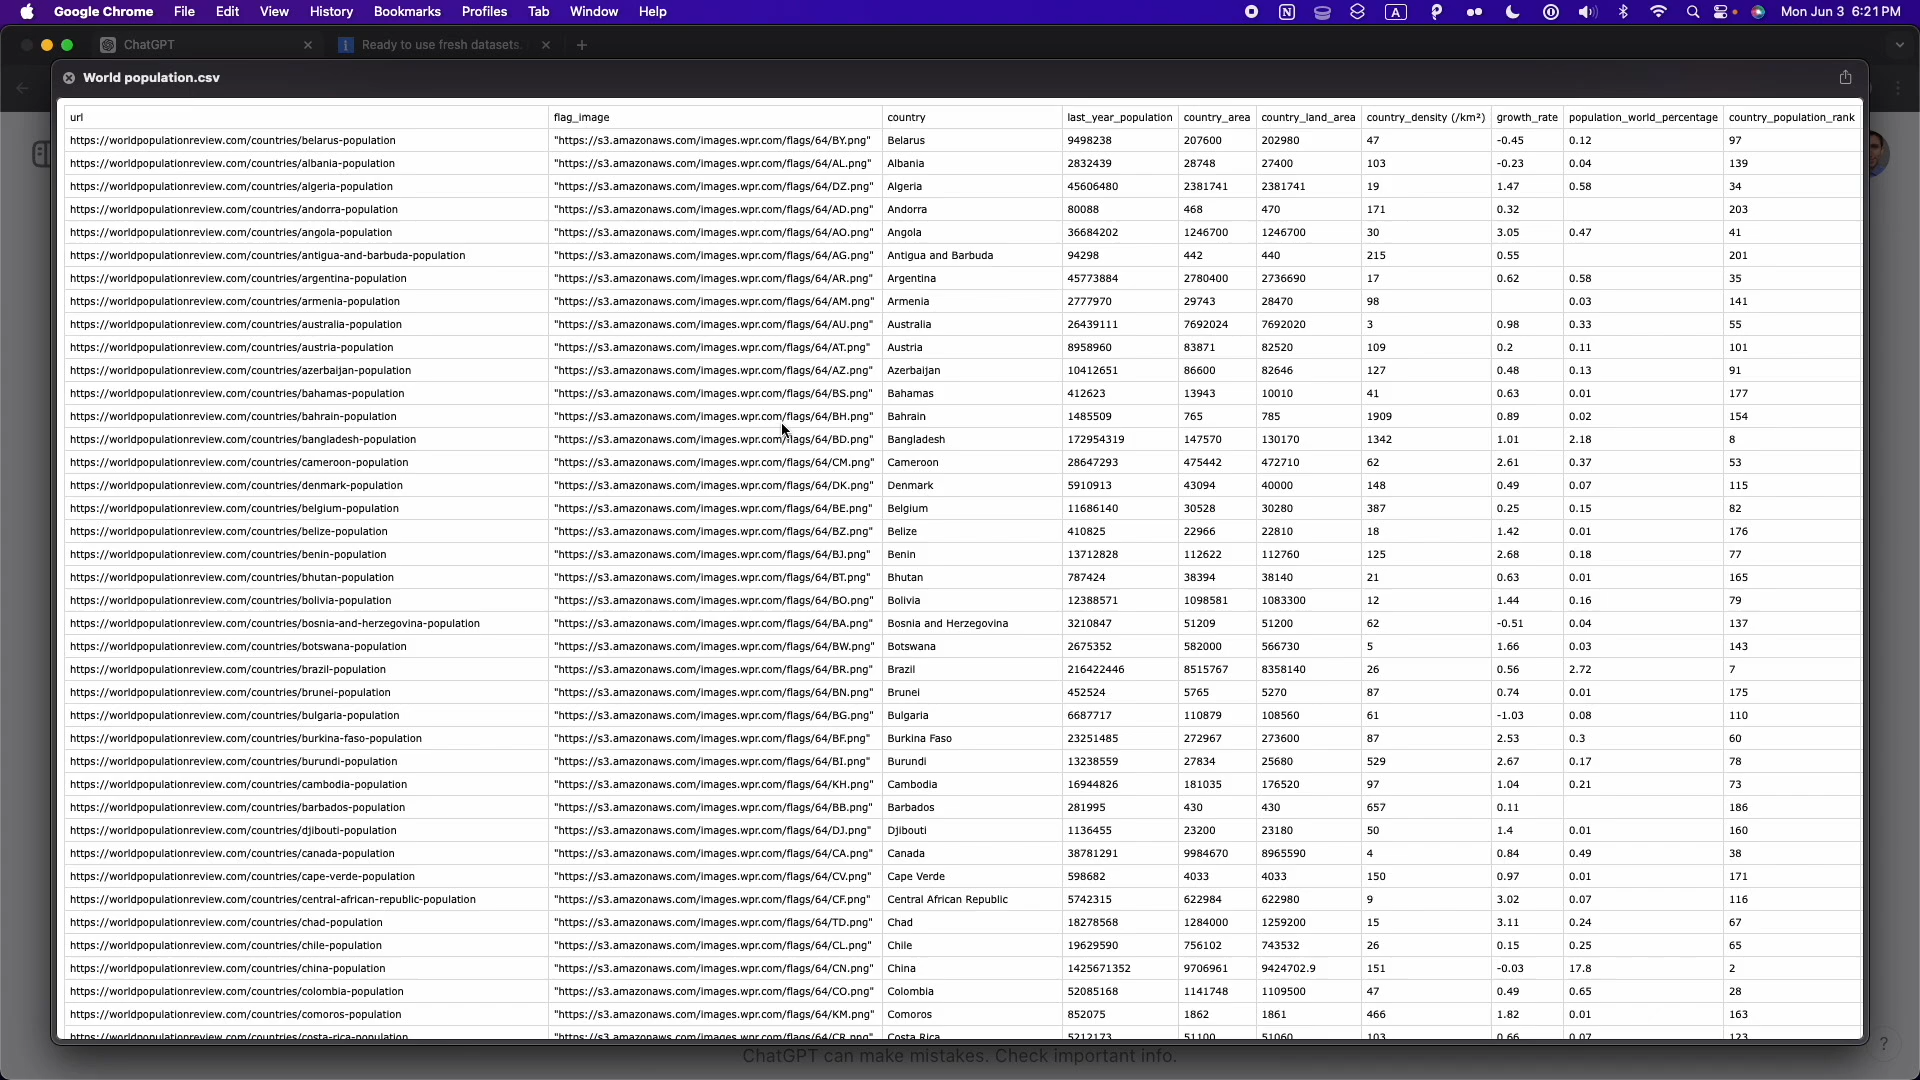 Google Chrome File Edit View History Bookmarks Profiles Tab Window Help Mon Jun 3 6:21 PM
ChatGPT Ready to use fresh datasets.
World population.csv
url flag_image country last_year_population country_area country_land_area country_density (/km²) growth_rate population_world_percentage country_population_rank
https://worldpopulationreview.com/countries/belarus-population "https://s3.amazonaws.com/images.wpr.com/flags/64/BY.png" Belarus 9498238 207600 202980 47 -0.45 0.12 97
https://worldpopulationreview.com/countries/albania-population "https://s3.amazonaws.com/images.wpr.com/flags/64/AL.png" Albania 2832439 28748 27400 103 -0.23 0.04 139
https://worldpopulationreview.com/countries/algeria-population "https://s3.amazonaws.com/images.wpr.com/flags/64/DZ.png" Algeria 45606480 2381741 2381741 19 1.47 0.58 34
https://worldpopulationreview.com/countries/andorra-population "https://s3.amazonaws.com/images.wpr.com/flags/64/AD.png" Andorra 80088 468 470 171 0.32 203
https://worldpopulationreview.com/countries/angola-population "https://s3.amazonaws.com/images.wpr.com/flags/64/AO.png" Angola 36684202 1246700 1246700 30 3.05 0.47 41
https://worldpopulationreview.com/countries/antigua-and-barbuda-population "https://s3.amazonaws.com/images.wpr.com/flags/64/AG.png" Antigua and Barbuda 94298 442 440 215 0.55 201
https://worldpopulationreview.com/countries/argentina-population "https://s3.amazonaws.com/images.wpr.com/flags/64/AR.png" Argentina 45773884 2780400 2736690 17 0.62 0.58 35
https://worldpopulationreview.com/countries/armenia-population "https://s3.amazonaws.com/images.wpr.com/flags/64/AM.png" Armenia 2777970 29743 28470 98 0.03 141
https://worldpopulationreview.com/countries/australia-population "https://s3.amazonaws.com/images.wpr.com/flags/64/AU.png" Australia 26439111 7692024 7692020 3 0.98 0.33 55
https://worldpopulationreview.com/countries/austria-population "https://s3.amazonaws.com/images.wpr.com/flags/64/AT.png" Austria 8958960 83871 82520 109 0.2 0.11 101
https://worldpopulationreview.com/countries/azerbaijan-population "https://s3.amazonaws.com/images.wpr.com/flags/64/AZ.png" Azerbaijan 10412651 86600 82646 127 0.48 0.13 91
https://worldpopulationreview.com/countries/bahamas-population "https://s3.amazonaws.com/images.wpr.com/flags/64/BS.png" Bahamas 412623 13943 10010 41 0.63 0.01 177
https://worldpopulationreview.com/countries/bahrain-population "https://s3.amazonaws.com/images.wpr.com/flags/64/BH.png" Bahrain 1485509 765 785 1909 0.89 0.02 154
https://worldpopulationreview.com/countries/bangladesh-population "https://s3.amazonaws.com/images.wpr.com/flags/64/BD.png" Bangladesh 172954319 147570 130170 1342 1.01 2.18 8
https://worldpopulationreview.com/countries/cameroon-population "https://s3.amazonaws.com/images.wpr.com/flags/64/CM.png" Cameroon 28647293 475442 472710 62 2.61 0.37 53
https://worldpopulationreview.com/countries/denmark-population "https://s3.amazonaws.com/images.wpr.com/flags/64/DK.png" Denmark 5910913 43094 40000 148 0.49 0.07 115
https://worldpopulationreview.com/countries/belgium-population "https://s3.amazonaws.com/images.wpr.com/flags/64/BE.png" Belgium 11686140 30528 30280 387 0.25 0.15 82
https://worldpopulationreview.com/countries/belize-population "https://s3.amazonaws.com/images.wpr.com/flags/64/BZ.png" Belize 410825 22966 22810 18 1.42 0.01 176
https://worldpopulationreview.com/countries/benin-population "https://s3.amazonaws.com/images.wpr.com/flags/64/BJ.png" Benin 13712828 112622 112760 125 2.68 0.18 77
https://worldpopulationreview.com/countries/bhutan-population "https://s3.amazonaws.com/images.wpr.com/flags/64/BT.png" Bhutan 787424 38394 38140 21 0.63 0.01 165
https://worldpopulationreview.com/countries/bolivia-population "https://s3.amazonaws.com/images.wpr.com/flags/64/BO.png" Bolivia 12388571 1098581 1083300 12 1.44 0.16 79
https://worldpopulationreview.com/countries/bosnia-and-herzegovina-population "https://s3.amazonaws.com/images.wpr.com/flags/64/BA.png" Bosnia and Herzegovina 3210847 51209 51200 62 -0.51 0.04 137
https://worldpopulationreview.com/countries/botswana-population "https://s3.amazonaws.com/images.wpr.com/flags/64/BW.png" Botswana 2675352 582000 566730 5 1.66 0.03 143
https://worldpopulationreview.com/countries/brazil-population "https://s3.amazonaws.com/images.wpr.com/flags/64/BR.png" Brazil 216422446 8515767 8358140 26 0.56 2.72 7
https://worldpopulationreview.com/countries/brunei-population "https://s3.amazonaws.com/images.wpr.com/flags/64/BN.png" Brunei 452524 5765 5270 87 0.74 0.01 175
https://worldpopulationreview.com/countries/bulgaria-population "https://s3.amazonaws.com/images.wpr.com/flags/64/BG.png" Bulgaria 6687717 110879 108560 61 -1.03 0.08 110
https://worldpopulationreview.com/countries/burkina-faso-population "https://s3.amazonaws.com/images.wpr.com/flags/64/BF.png" Burkina Faso 23251485 272967 273600 87 2.53 0.3 60
https://worldpopulationreview.com/countries/burundi-population "https://s3.amazonaws.com/images.wpr.com/flags/64/BI.png" Burundi 13238559 27834 25680 529 2.67 0.17 78
https://worldpopulationreview.com/countries/cambodia-population "https://s3.amazonaws.com/images.wpr.com/flags/64/KH.png" Cambodia 16944826 181035 176520 97 1.04 0.21 73
https://worldpopulationreview.com/countries/barbados-population "https://s3.amazonaws.com/images.wpr.com/flags/64/BB.png" Barbados 281995 430 430 657 0.11 186
https://worldpopulationreview.com/countries/djibouti-population "https://s3.amazonaws.com/images.wpr.com/flags/64/DJ.png" Djibouti 1136455 23200 23180 50 1.4 0.01 160
https://worldpopulationreview.com/countries/canada-population "https://s3.amazonaws.com/images.wpr.com/flags/64/CA.png" Canada 38781291 9984670 8965590 4 0.84 0.49 38
https://worldpopulationreview.com/countries/cape-verde-population "https://s3.amazonaws.com/images.wpr.com/flags/64/CV.png" Cape Verde 598682 4033 4033 150 0.97 0.01 171
https://worldpopulationreview.com/countries/central-african-republic-population "https://s3.amazonaws.com/images.wpr.com/flags/64/CF.png" Central African Republic 5742315 622984 622980 9 3.02 0.07 116
https://worldpopulationreview.com/countries/chad-population "https://s3.amazonaws.com/images.wpr.com/flags/64/TD.png" Chad 18278568 1284000 1259200 15 3.11 0.24 67
https://worldpopulationreview.com/countries/chile-population "https://s3.amazonaws.com/images.wpr.com/flags/64/CL.png" Chile 19629590 756102 743532 26 0.15 0.25 65
https://worldpopulationreview.com/countries/china-population "https://s3.amazonaws.com/images.wpr.com/flags/64/CN.png" China 1425671352 9706961 9424702.9 151 -0.03 17.8 2
https://worldpopulationreview.com/countries/colombia-population "https://s3.amazonaws.com/images.wpr.com/flags/64/CO.png" Colombia 52085168 1141748 1109500 47 0.49 0.65 28
https://worldpopulationreview.com/countries/comoros-population "https://s3.amazonaws.com/images.wpr.com/flags/64/KM.png" Comoros 852075 1862 1861 466 1.82 0.01 163
https://worldpopulationreview.com/countries/costa-rica-population "https://s3.amazonaws.com/images.wpr.com/flags/64/CR.png" Costa Rica 5212173 51100 51060 103 0.66 0.07 123
ChatGPT can make mistakes. Check important info.